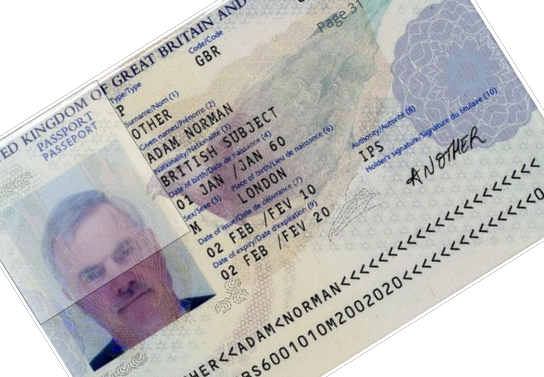 ED KINGDOM OF GREAT BRITAIN AND
PASSPORT
PASSEPORT
Type/Type
P
Code/Code
GBR
Page 31
Surname/Nom (1)
OTHER
Given names/Prénoms (2)
ADAM NORMAN
Nationality/Nationalité (3)
BRITISH SUBJECT
Date of birth/Date de naissance (4)
01 JAN /JAN 60
Sex/Sexe (5)
M
Place of birth/Lieu de naissance (6)
LONDON
Date of issue/Date de délivrance (7)
02 FEB /FEV 10
Authority/Autorité (8)
IPS
Date of expiry/Date d'expiration (9)
02 FEB /FEV 20
Holder's signature/Signature du titulaire (10)
ANOTHER
HER<<ADAM<NORMAN<<<<<<<<<<<<<<<<<<<
BS6001010M2002020<<<<<<<<<<<<<<0